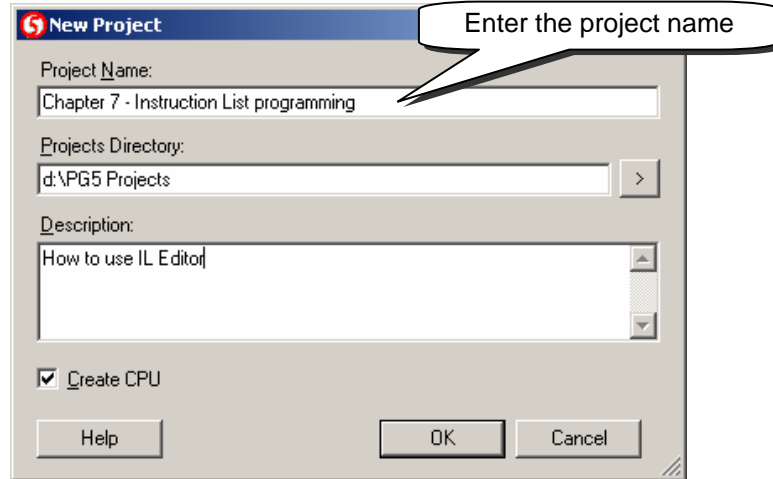 New Project
Enter the project name
Project Name:
Chapter 7 - Instruction List programming
Projects Directory:
d:\PG5 Projects
>
Description:
How to use IL Editor
Create CPU
Help
OK
Cancel